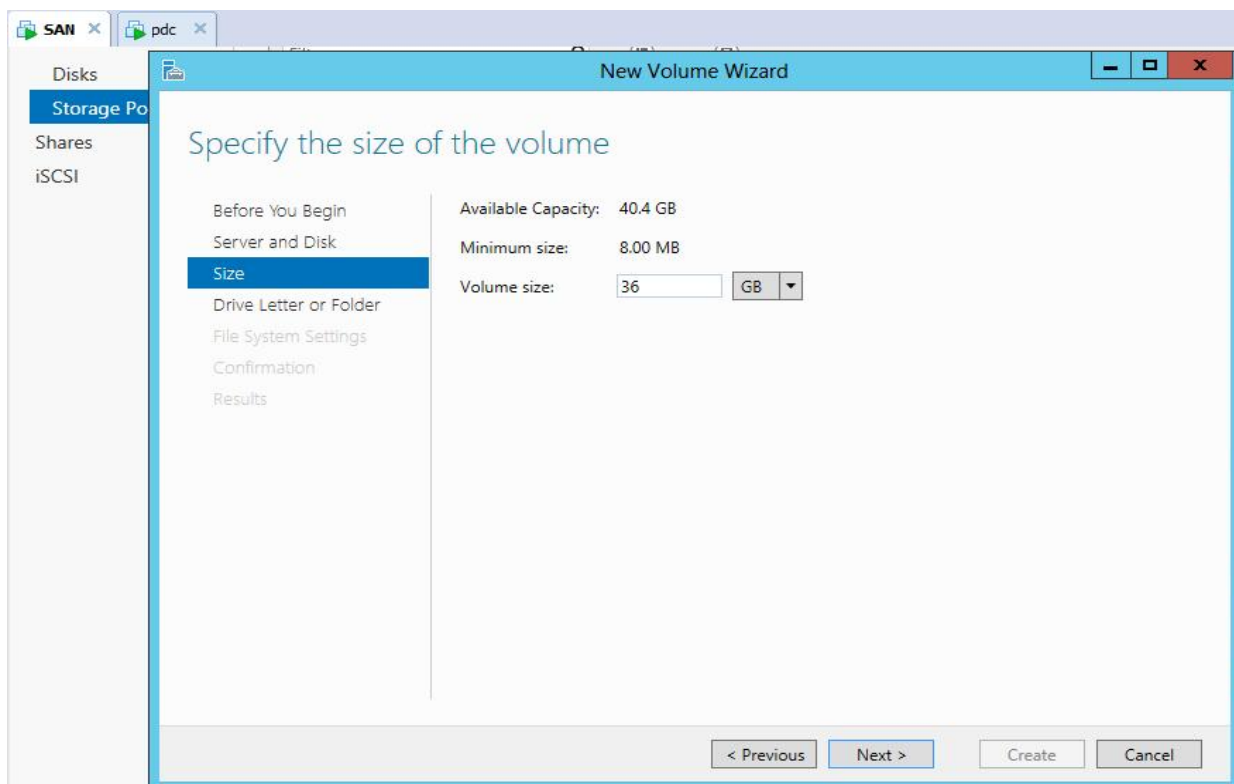 SAN
pdc
New Volume Wizard
Disks
Storage Po
Shares
iSCSI
Specify the size of the volume
Before You Begin
Server and Disk
Size
Drive Letter or Folder
File System Settings
Confirmation
Results
Available Capacity: 40.4 GB
Minimum size: 8.00 MB
Volume size: 36 GB
< Previous
Next >
Create
Cancel